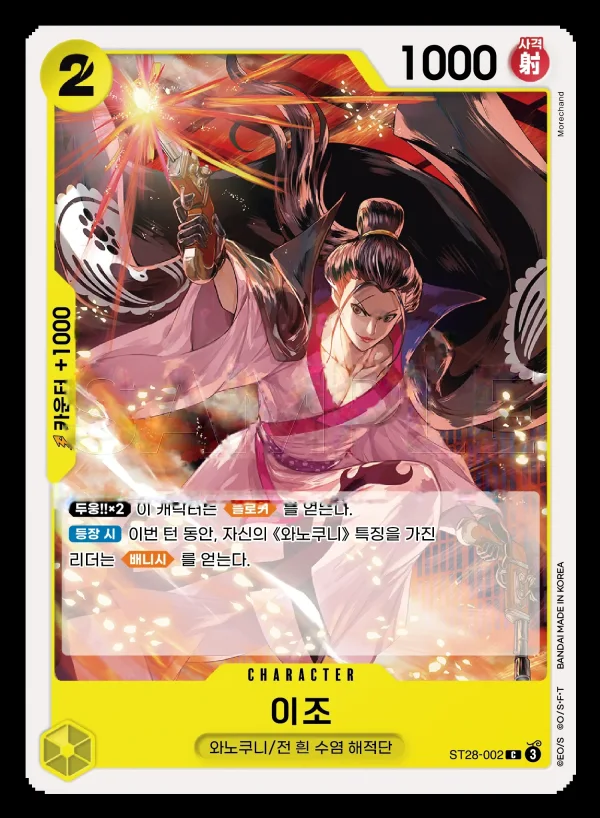 2
1000
사격
射
Morechand
카운터 +1000
SAMPLE
두웅!!×2 이 캐릭터는 블로커 를 얻는다.
등장 시 이번 턴 동안, 자신의 《와노쿠니》 특징을 가진
리더는 배니시 를 얻는다.
CHARACTER
이조
와노쿠니/전 흰 수염 해적단
ST28-002 C 3
©EO/S ©O/S·F·T BANDAI MADE IN KOREA